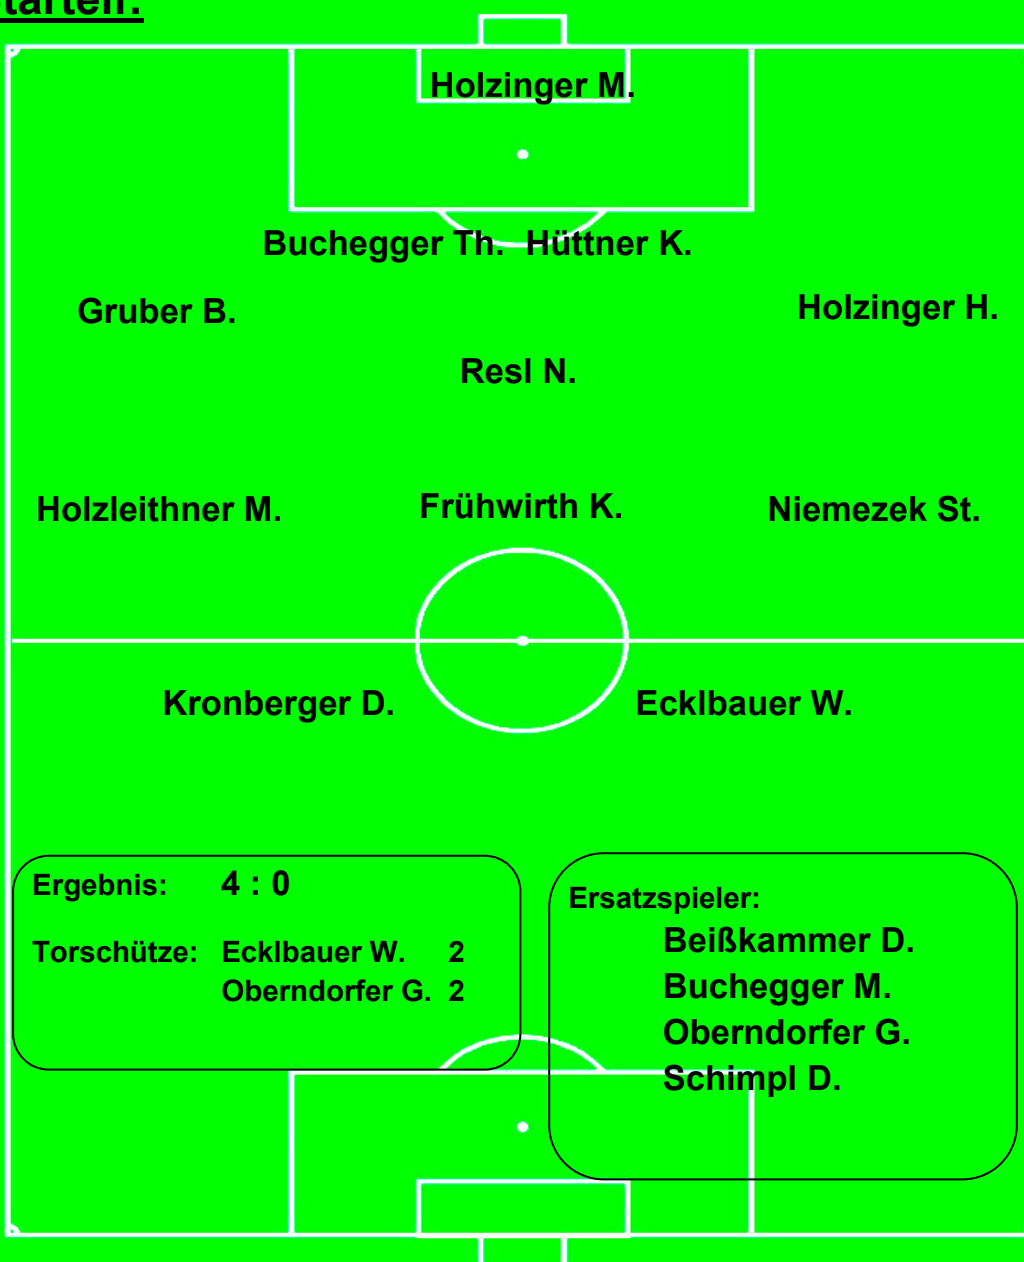 Startelf:
Holzinger M.
Buchegger Th. Hüttner K.
Gruber B.
Holzinger H.
Resl N.
Holzleithner M.
Frühwirth K.
Niemezek St.
Kronberger D.
Ecklbauer W.
Ergebnis: 4 : 0
Torschütze: Ecklbauer W. 2
Oberndorfer G. 2
Ersatzspieler:
Beißkammer D.
Buchegger M.
Oberndorfer G.
Schimpl D.